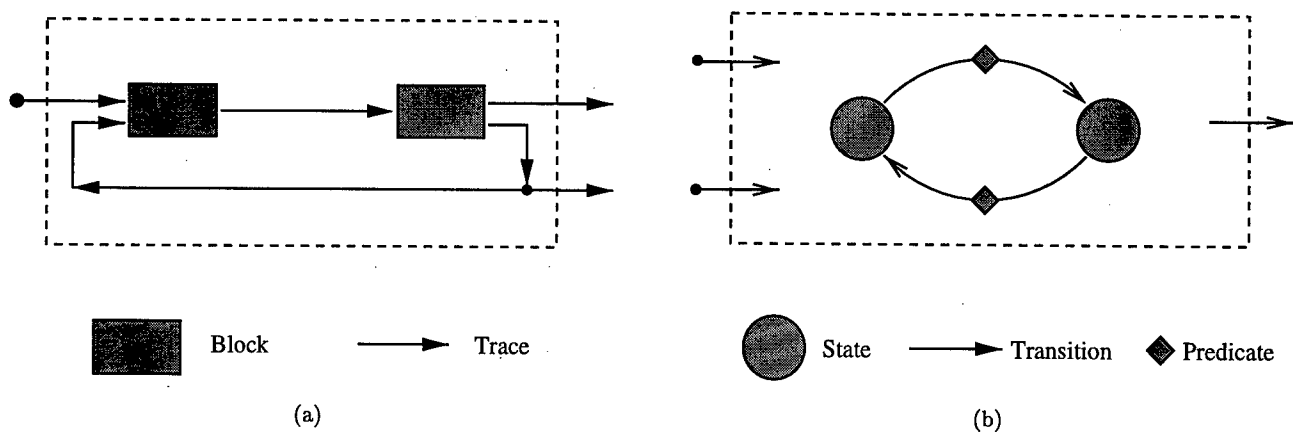 Block
Trace
State
Transition
Predicate
(a)
(b)